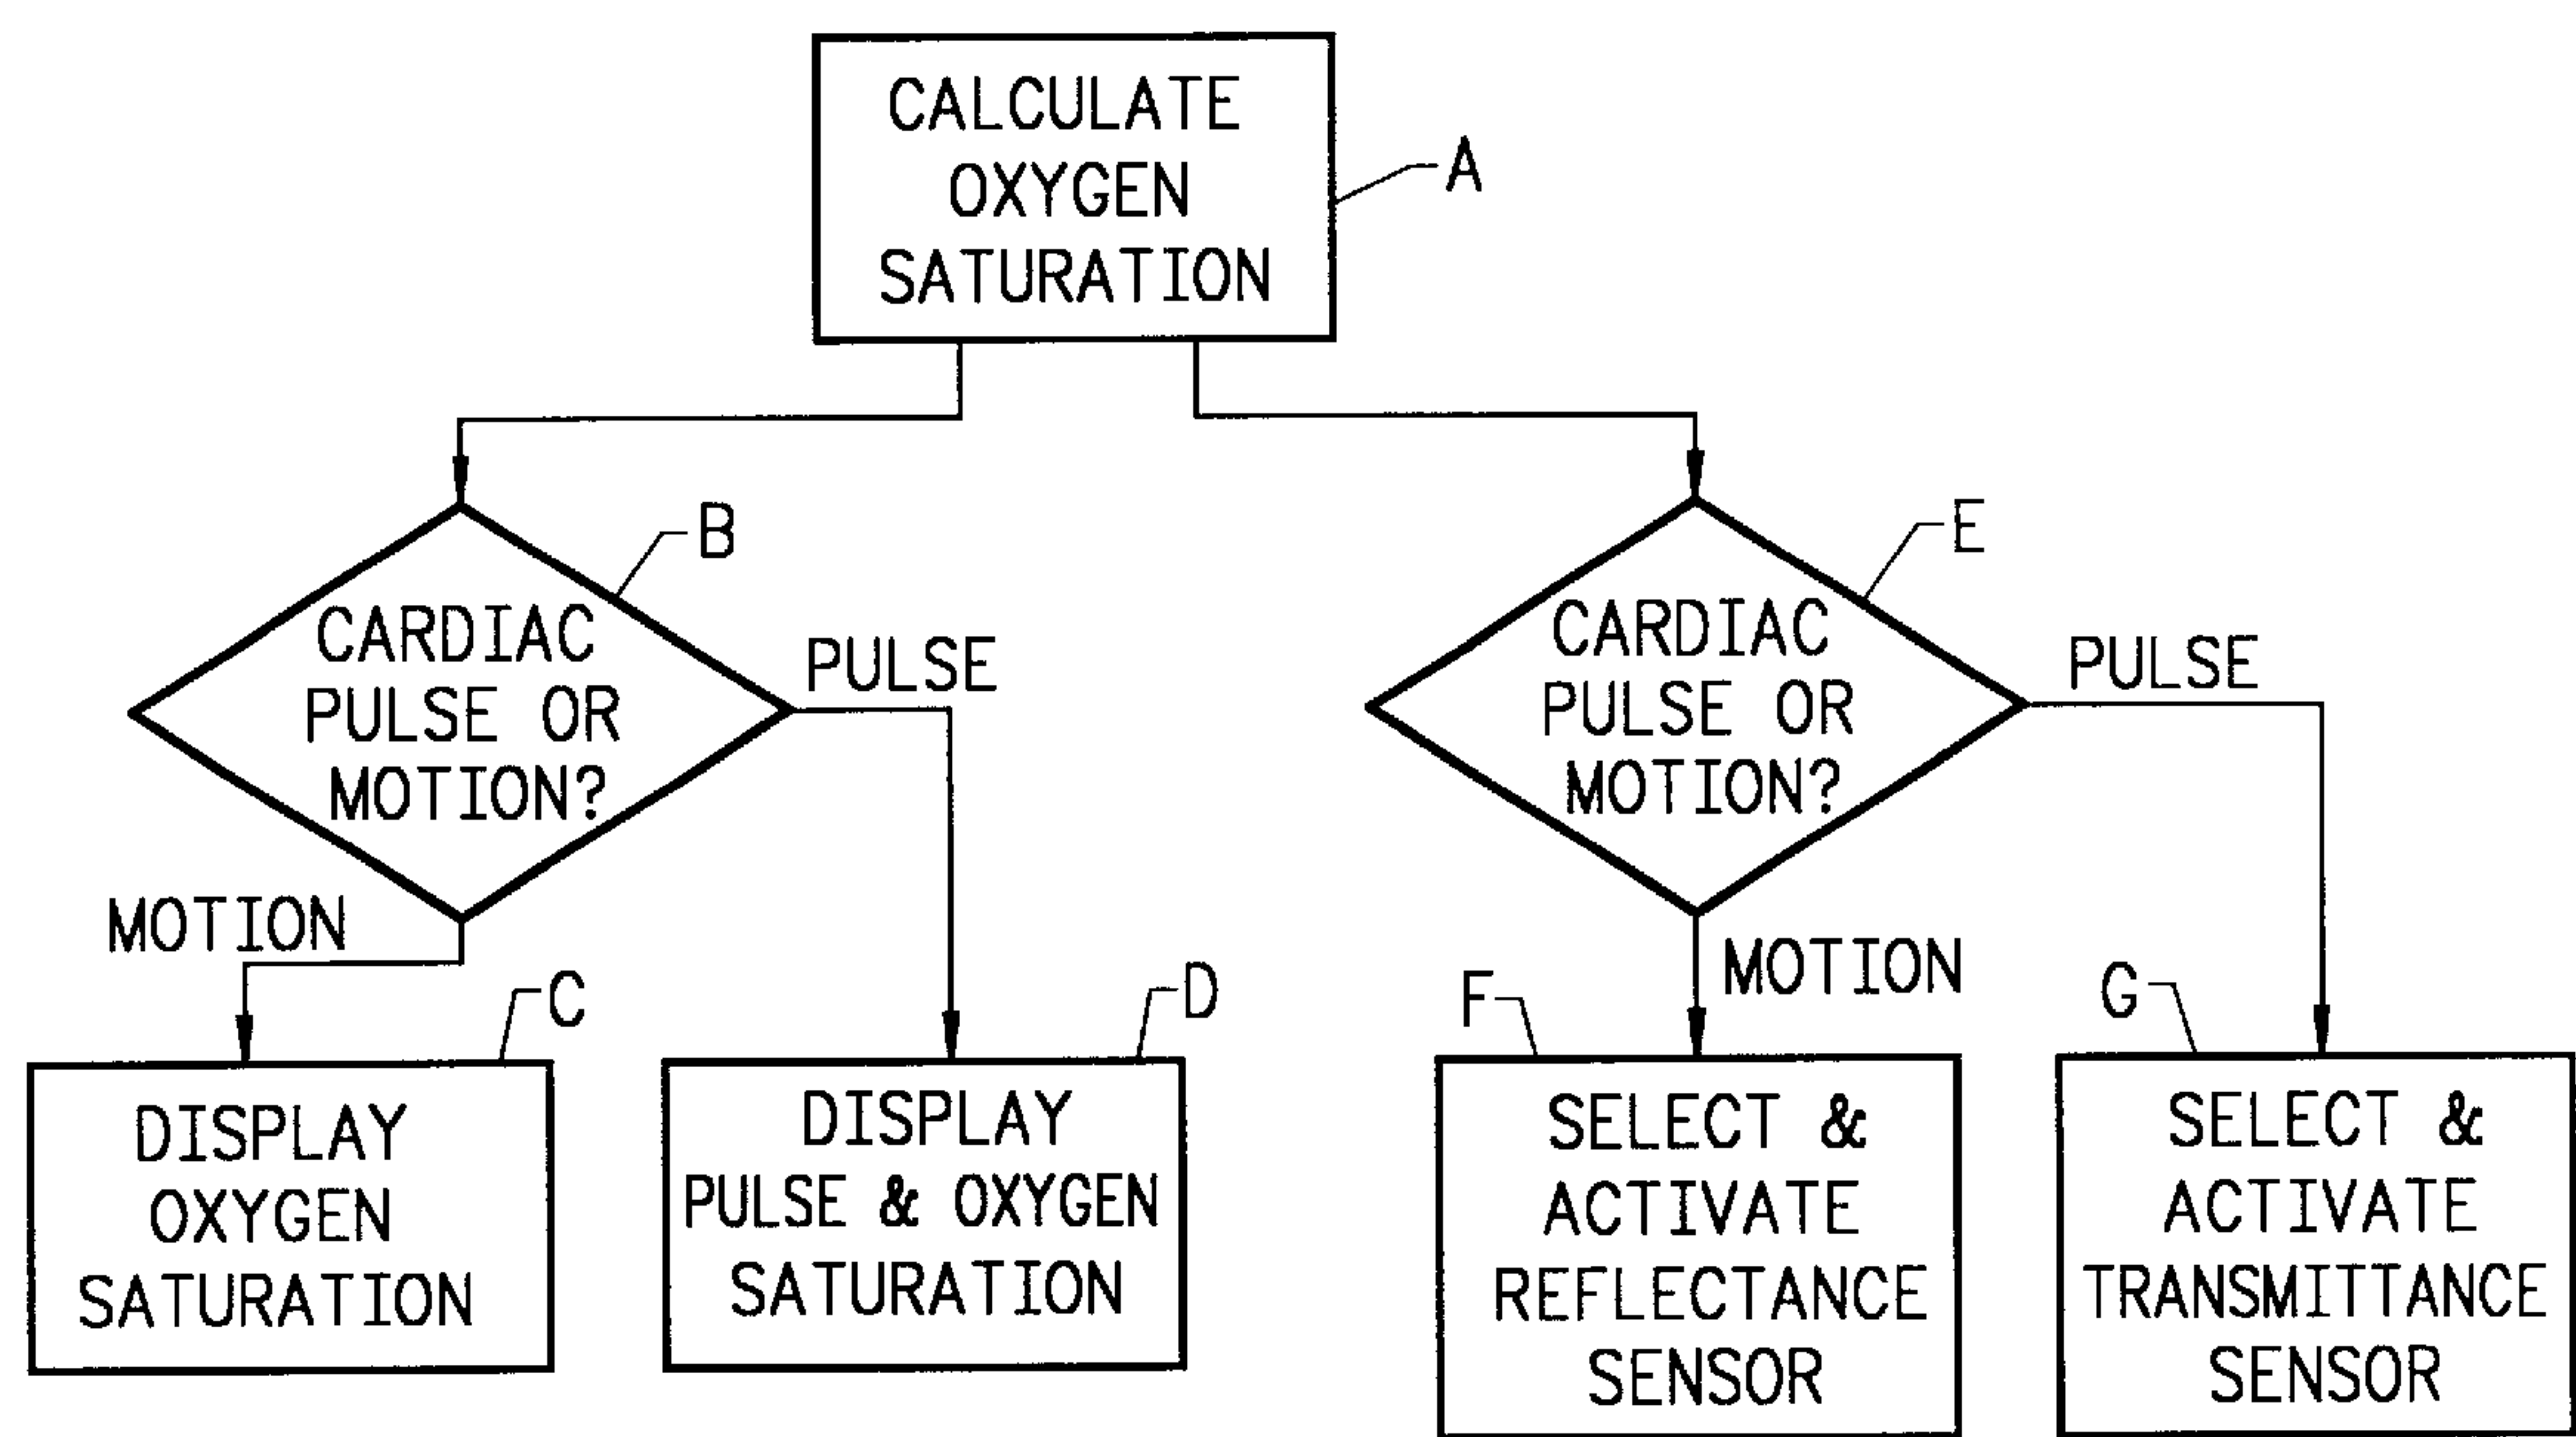 CALCULATE
OXYGEN
SATURATION
A
B
CARDIAC
PULSE OR
MOTION?
PULSE
MOTION
E
CARDIAC
PULSE OR
MOTION?
PULSE
MOTION
C
DISPLAY
OXYGEN
SATURATION
D
DISPLAY
PULSE & OXYGEN
SATURATION
F
SELECT &
ACTIVATE
REFLECTANCE
SENSOR
G
SELECT &
ACTIVATE
TRANSMITTANCE
SENSOR